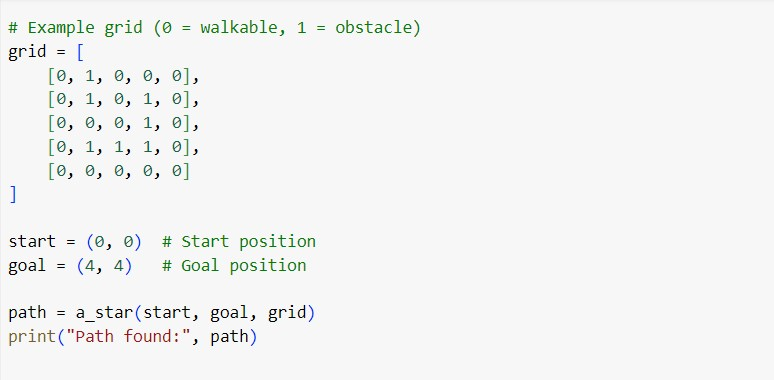 # Example grid (0 = walkable, 1 = obstacle)
grid = [
    [0, 1, 0, 0, 0],
    [0, 1, 0, 1, 0],
    [0, 0, 0, 1, 0],
    [0, 1, 1, 1, 0],
    [0, 0, 0, 0, 0]
]
start = (0, 0)  # Start position
goal = (4, 4)   # Goal position
path = a_star(start, goal, grid)
print("Path found:", path)